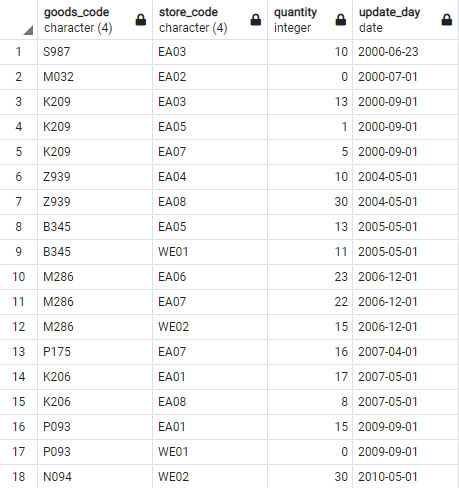 goods_code store_code quantity update_day
character (4) character (4) integer date
1 S987 EA03 10 2000-06-23
2 M032 EA02 0 2000-07-01
3 K209 EA03 13 2000-09-01
4 K209 EA05 1 2000-09-01
5 K209 EA07 5 2000-09-01
6 Z939 EA04 10 2004-05-01
7 Z939 EA08 30 2004-05-01
8 B345 EA05 13 2005-05-01
9 B345 WE01 11 2005-05-01
10 M286 EA06 23 2006-12-01
11 M286 EA07 22 2006-12-01
12 M286 WE02 15 2006-12-01
13 P175 EA07 16 2007-04-01
14 K206 EA01 17 2007-05-01
15 K206 EA08 8 2007-05-01
16 P093 EA01 15 2009-09-01
17 P093 WE01 0 2009-09-01
18 N094 WE02 30 2010-05-01